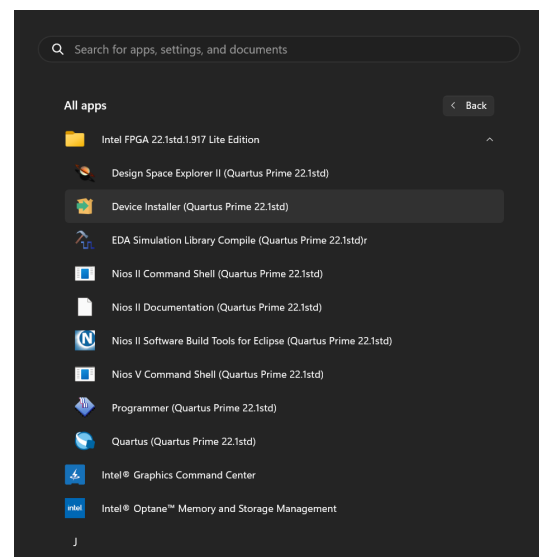 Search for apps, settings, and documents
All apps
Back
Intel FPGA 22.1std.1.917 Lite Edition
Design Space Explorer II (Quartus Prime 22.1std)
Device Installer (Quartus Prime 22.1std)
EDA Simulation Library Compile (Quartus Prime 22.1std)r
Nios II Command Shell (Quartus Prime 22.1std)
Nios II Documentation (Quartus Prime 22.1std)
N
Nios II Software Build Tools for Eclipse (Quartus Prime 22.1std)
Nios V Command Shell (Quartus Prime 22.1std)
Programmer (Quartus Prime 22.1std)
Quartus (Quartus Prime 22.1std)
Intel® Graphics Command Center
intel
Intel® Optane™ Memory and Storage Management
J